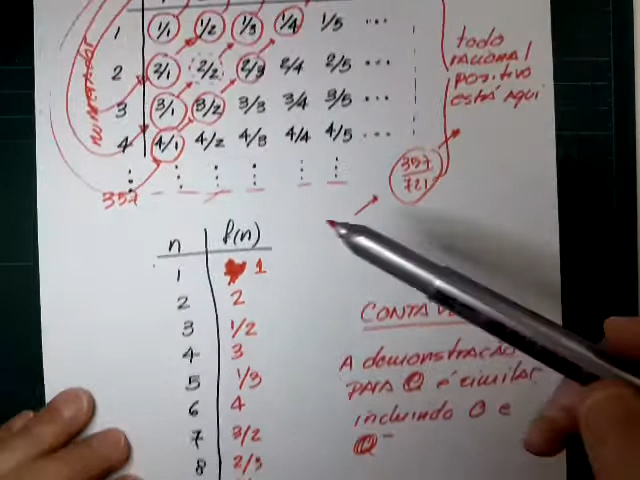 1 1/1 1/2 1/3 1/4 1/5 ...
2 2/1 2/2 2/3 2/4 2/5 ...
3 3/1 3/2 3/3 3/4 3/5 ...
4 4/1 4/2 4/3 4/4 4/5 ...
357
NUMERADOR
todo
racional
positivo
está aqui
357/721
n f(n)
1 1
2 2
3 1/2
4 3
5 1/3
6 4
7 3/2
8 2/3
A demonstração
PARA Q é similar
incluindo 0 e
Q⁻